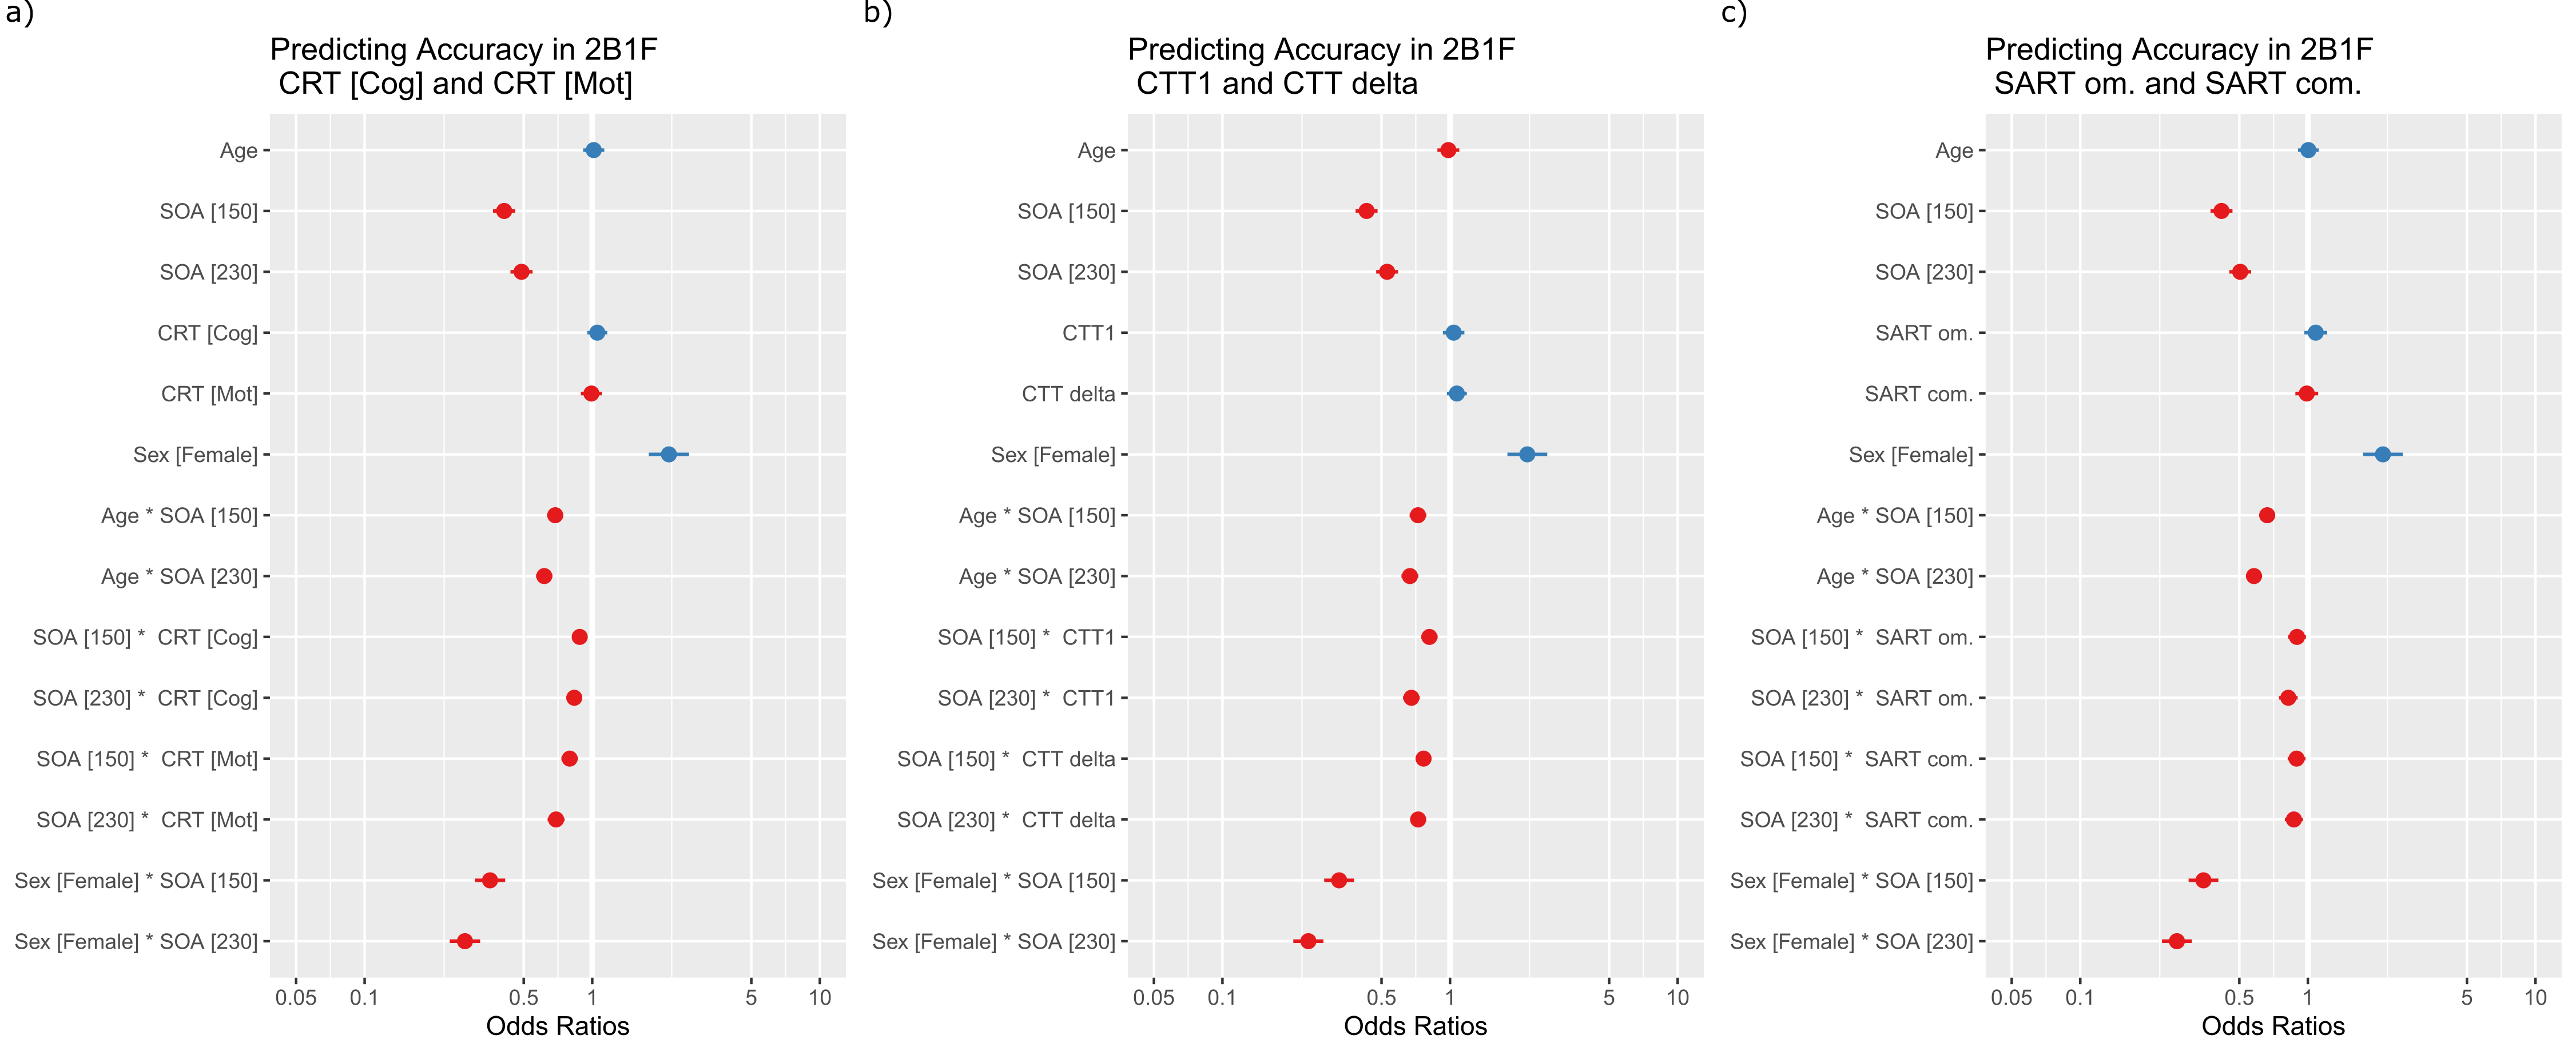 a)
Predicting Accuracy in 2B1F
CRT [Cog] and CRT [Mot]
Age
SOA [150]
SOA [230]
CRT [Cog]
CRT [Mot]
Sex [Female]
Age * SOA [150]
Age * SOA [230]
SOA [150] * CRT [Cog]
SOA [230] * CRT [Cog]
SOA [150] * CRT [Mot]
SOA [230] * CRT [Mot]
Sex [Female] * SOA [150]
Sex [Female] * SOA [230]
0.05 0.1 0.5 1 5 10
Odds Ratios
b)
Predicting Accuracy in 2B1F
CTT1 and CTT delta
Age
SOA [150]
SOA [230]
CTT1
CTT delta
Sex [Female]
Age * SOA [150]
Age * SOA [230]
SOA [150] * CTT1
SOA [230] * CTT1
SOA [150] * CTT delta
SOA [230] * CTT delta
Sex [Female] * SOA [150]
Sex [Female] * SOA [230]
0.05 0.1 0.5 1 5 10
Odds Ratios
c)
Predicting Accuracy in 2B1F
SART om. and SART com.
Age
SOA [150]
SOA [230]
SART om.
SART com.
Sex [Female]
Age * SOA [150]
Age * SOA [230]
SOA [150] * SART om.
SOA [230] * SART om.
SOA [150] * SART com.
SOA [230] * SART com.
Sex [Female] * SOA [150]
Sex [Female] * SOA [230]
0.05 0.1 0.5 1 5 10
Odds Ratios